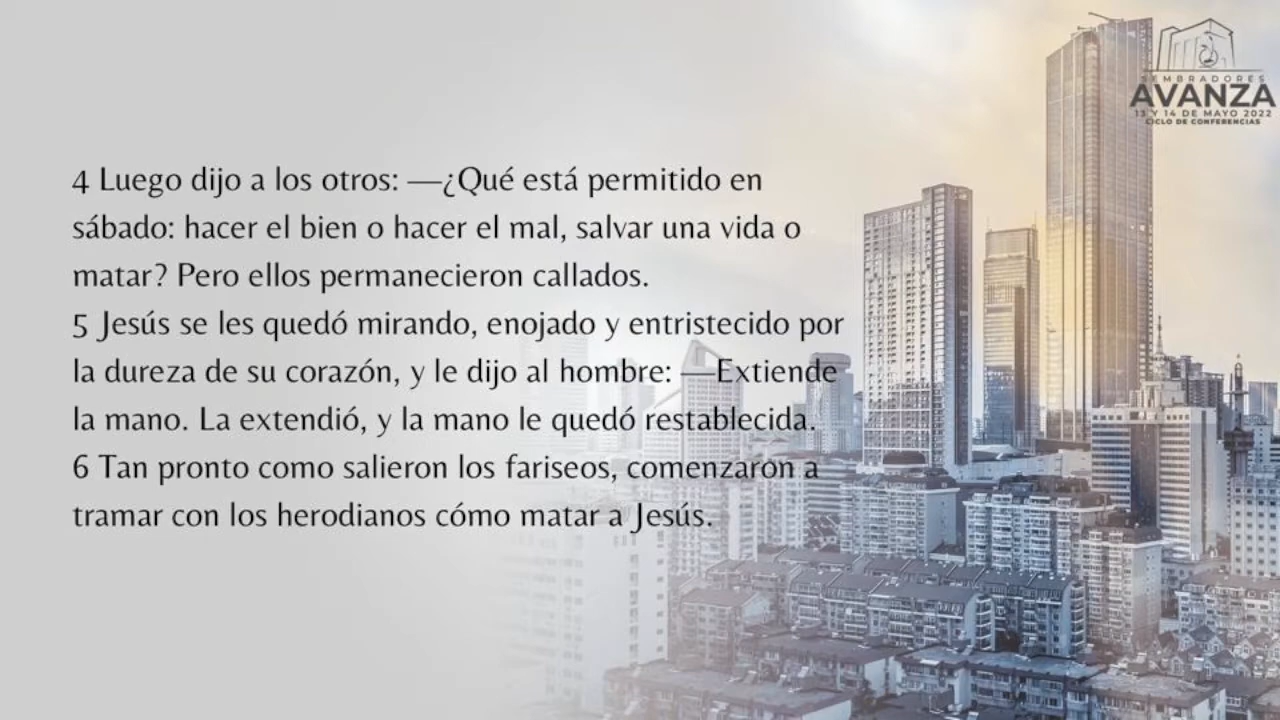 SEMBRADORES
AVANZA
13 Y 14 DE MAYO 2022
CICLO DE CONFERENCIAS
4 Luego dijo a los otros: —¿Qué está permitido en
sábado: hacer el bien o hacer el mal, salvar una vida o
matar? Pero ellos permanecieron callados.
5 Jesús se les quedó mirando, enojado y entristecido por
la dureza de su corazón, y le dijo al hombre: —Extiende
la mano. La extendió, y la mano le quedó restablecida.
6 Tan pronto como salieron los fariseos, comenzaron a
tramar con los herodianos cómo matar a Jesús.